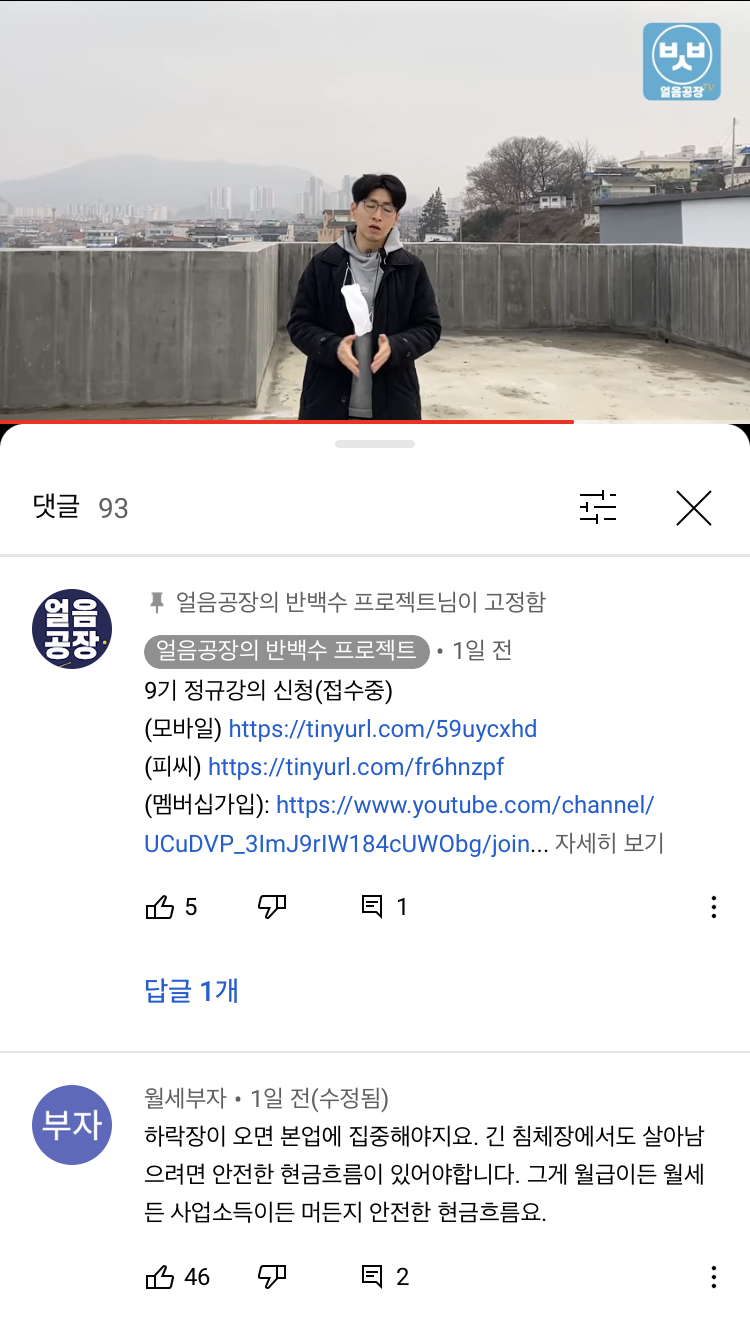 빗빗
얼음공장TV
댓글 93
얼음
공장
얼음공장의 반백수 프로젝트님이 고정함
얼음공장의 반백수 프로젝트 • 1일 전
9기 정규강의 신청(접수중)
(모바일) https://tinyurl.com/59uycxhd
(피씨) https://tinyurl.com/fr6hnzpf
(멤버십가입): https://www.youtube.com/channel/
UCuDVP_3ImJ9rIW184cUWObg/join... 자세히 보기
5 1
답글 1개
부자
월세부자 • 1일 전(수정됨)
하락장이 오면 본업에 집중해야지요. 긴 침체장에서도 살아남
으려면 안전한 현금흐름이 있어야합니다. 그게 월급이든 월세
든 사업소득이든 머든지 안전한 현금흐름요.
46 2